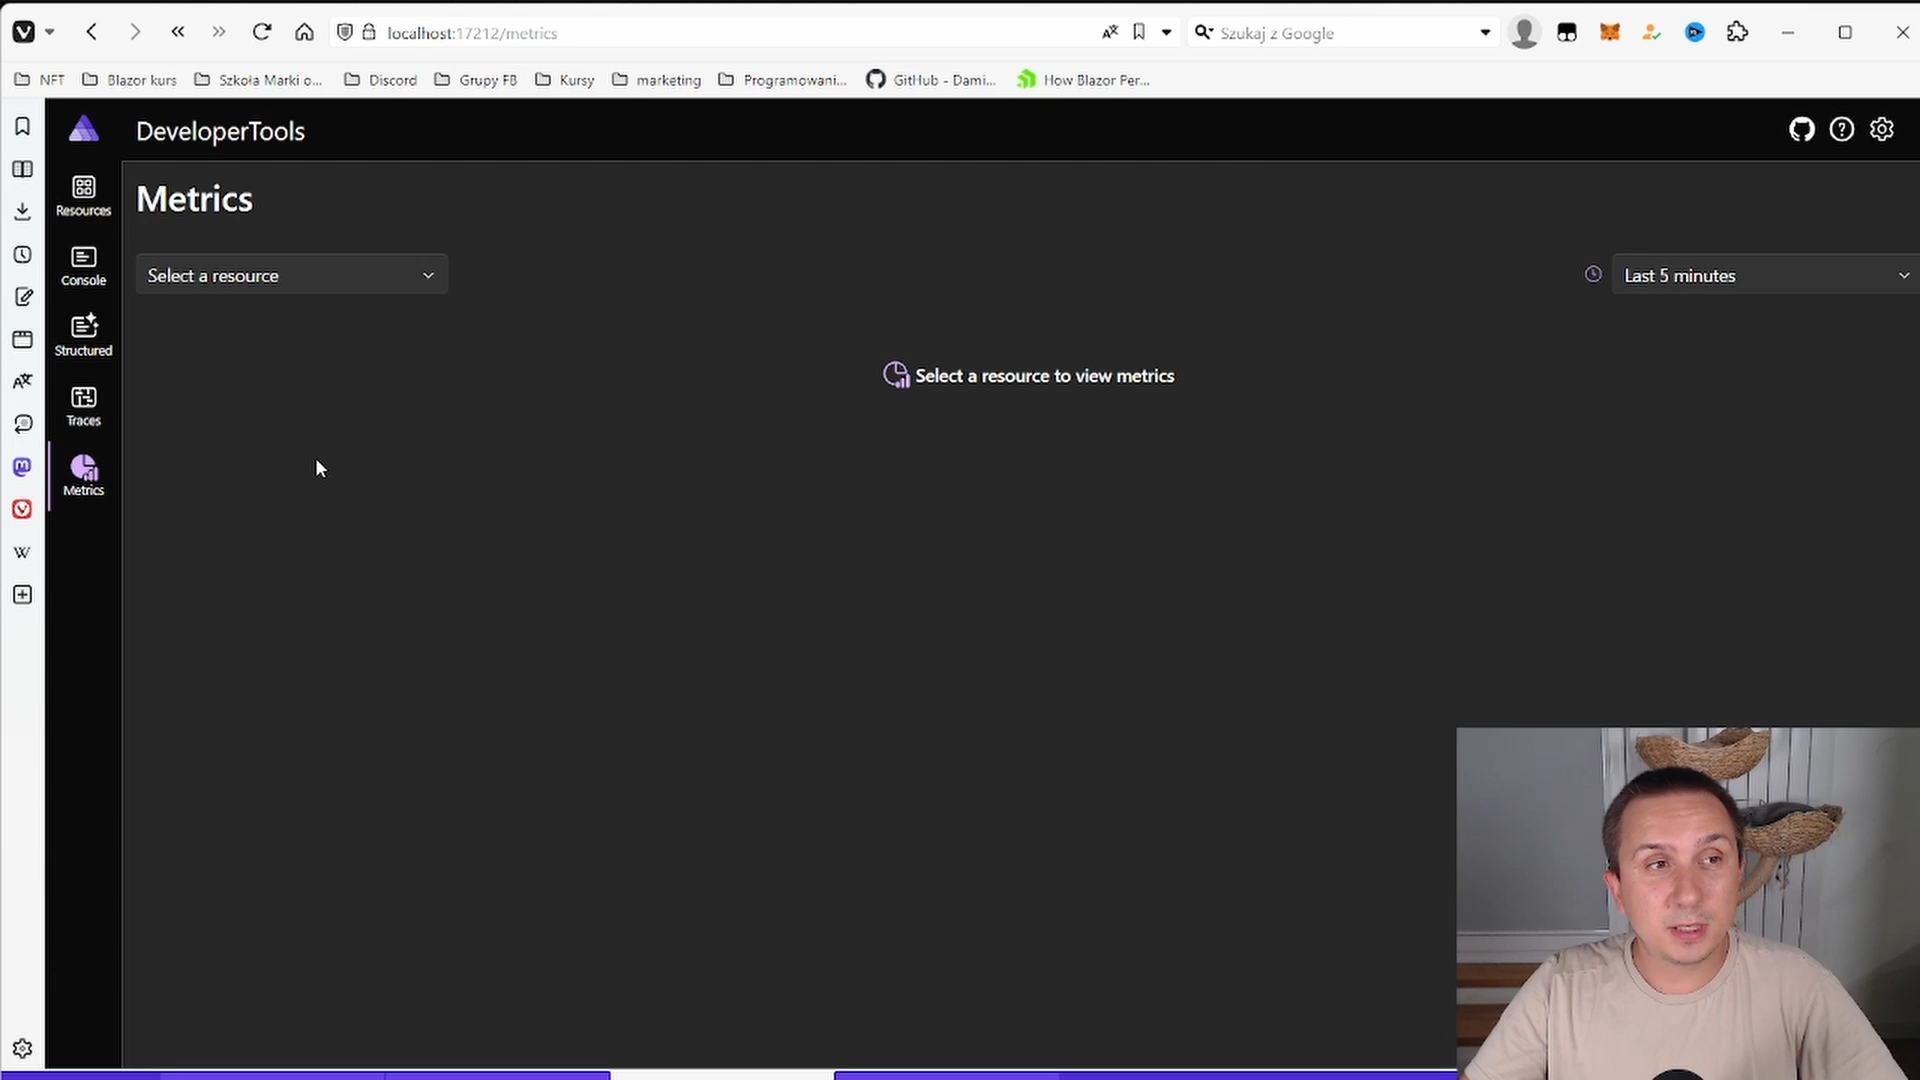 localhost:17212/metrics
Szukaj z Google
NFT
Blazor kurs
Szkoła Marki o...
Discord
Grupy FB
Kursy
marketing
Programowani...
GitHub - Dami...
How Blazor Per...
DeveloperTools
Resources
Console
Structured
Traces
Metrics
W
Metrics
Select a resource
Last 5 minutes
Select a resource to view metrics